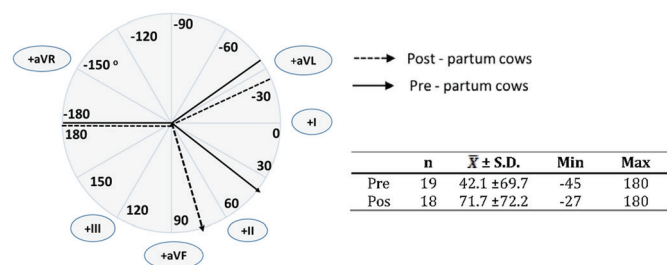 -90
-120
-60
+aVR
-150 º
+aVL
-30
-180
180
+I
0
150
30
120
90
60
+III
+II
+aVF
Post - partum cows
Pre - partum cows
n X̅ ± S.D. Min Max
Pre 19 42.1 ±69.7 -45 180
Pos 18 71.7 ±72.2 -27 180